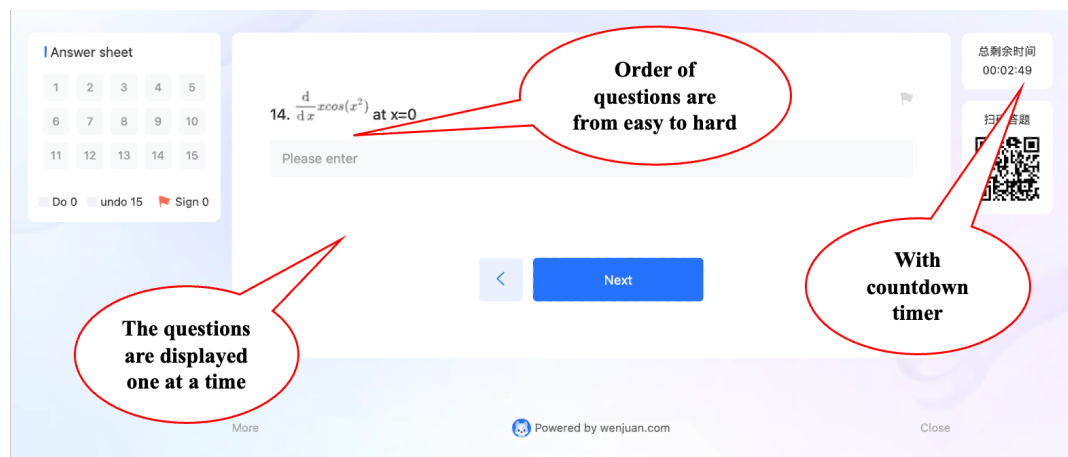 Answer sheet
1 2 3 4 5
6 7 8 9 10
11 12 13 14 15
Do 0 undo 15 Sign 0
14. d/dx xcos(x²) at x=0
Please enter
Next
Order of
questions are
from easy to hard
总剩余时间
00:02:49
扫 答题
With
countdown
timer
The questions
are displayed
one at a time
More
Powered by wenjuan.com
Close